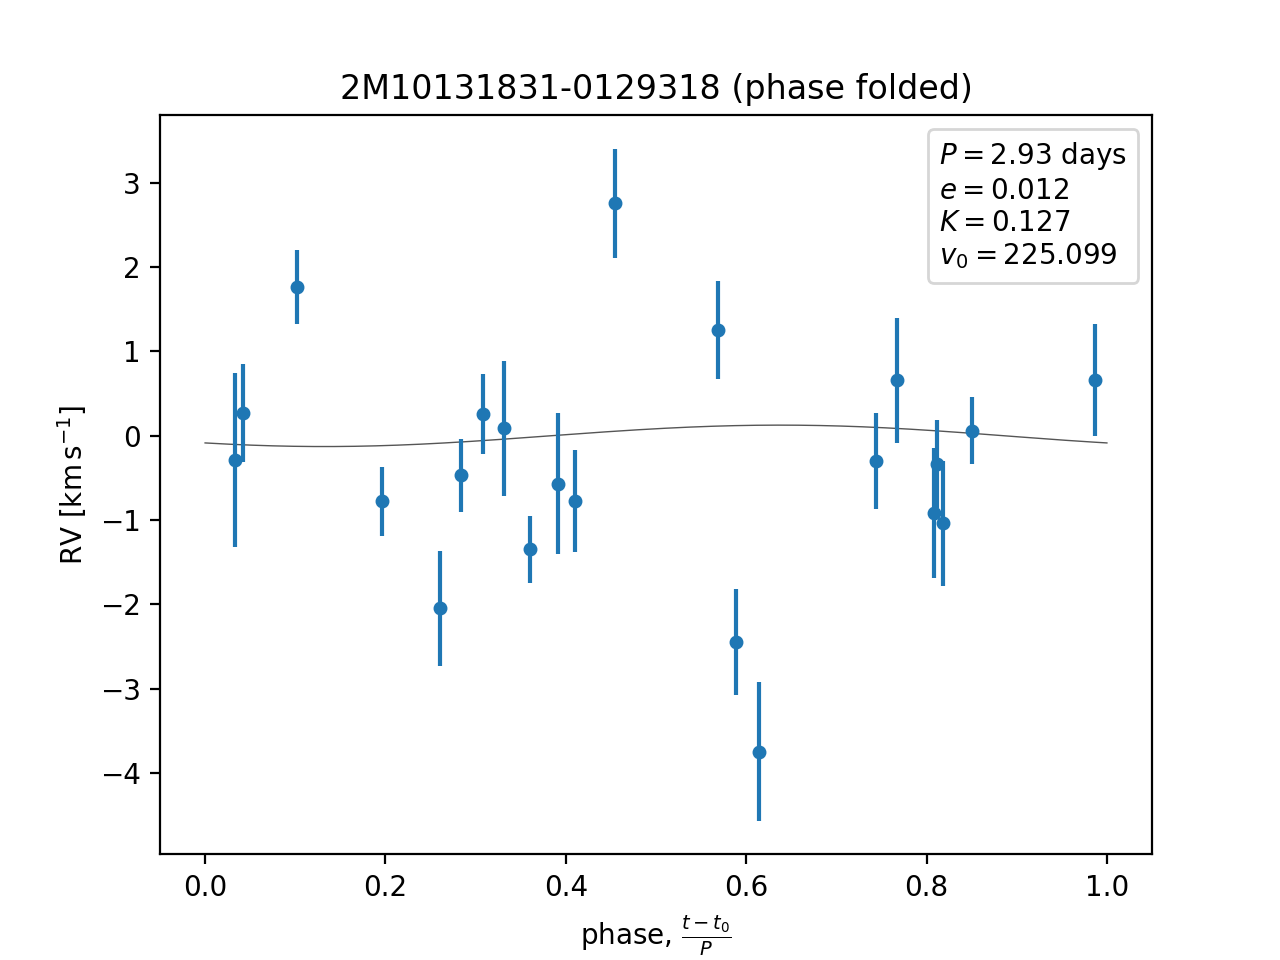 2M10131831-0129318 (phase folded)
P = 2.93 days
e = 0.012
K = 0.127
v₀ = 225.099
3
2
1
0
−1
−2
−3
−4
RV [km s⁻¹]
0.0 0.2 0.4 0.6 0.8 1.0
phase, (t − t₀)/P